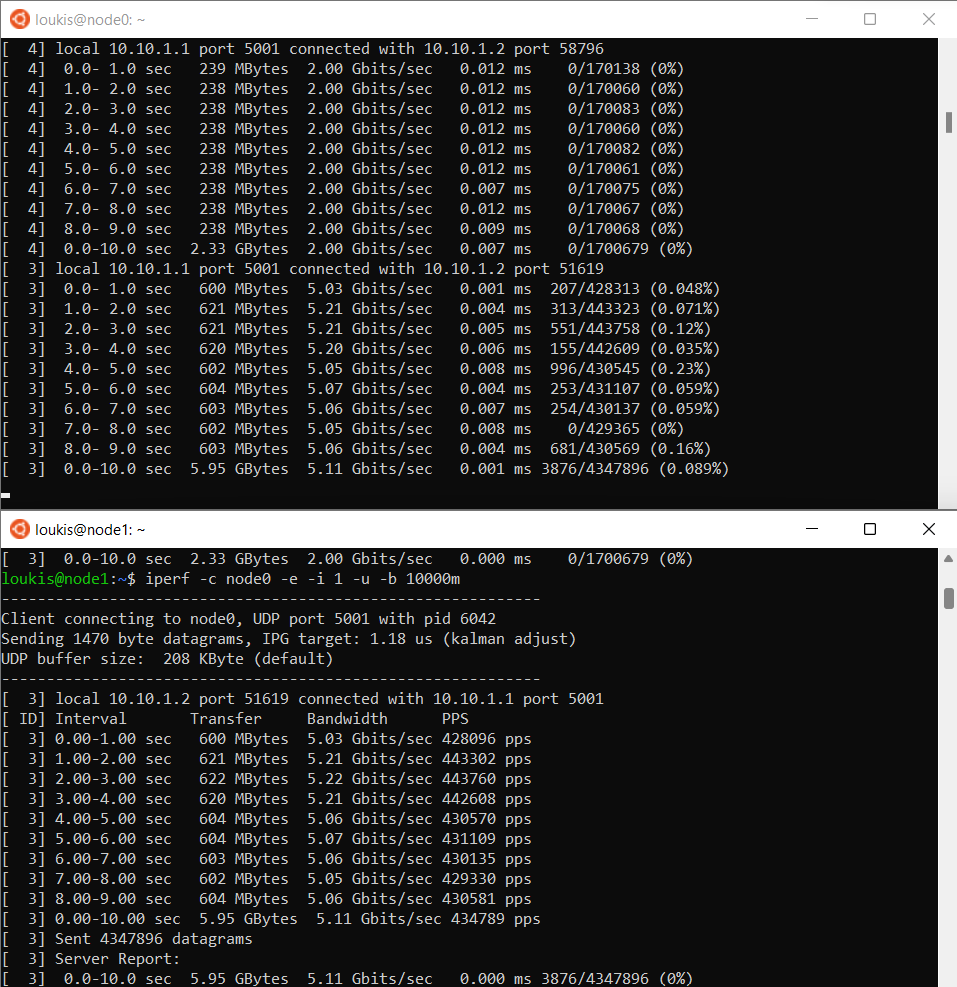 loukis@node0: ~
[  4] local 10.10.1.1 port 5001 connected with 10.10.1.2 port 58796
[  4]  0.0- 1.0 sec   239 MBytes  2.00 Gbits/sec   0.012 ms    0/170138 (0%)
[  4]  1.0- 2.0 sec   238 MBytes  2.00 Gbits/sec   0.012 ms    0/170060 (0%)
[  4]  2.0- 3.0 sec   238 MBytes  2.00 Gbits/sec   0.012 ms    0/170083 (0%)
[  4]  3.0- 4.0 sec   238 MBytes  2.00 Gbits/sec   0.012 ms    0/170060 (0%)
[  4]  4.0- 5.0 sec   238 MBytes  2.00 Gbits/sec   0.012 ms    0/170082 (0%)
[  4]  5.0- 6.0 sec   238 MBytes  2.00 Gbits/sec   0.012 ms    0/170061 (0%)
[  4]  6.0- 7.0 sec   238 MBytes  2.00 Gbits/sec   0.007 ms    0/170075 (0%)
[  4]  7.0- 8.0 sec   238 MBytes  2.00 Gbits/sec   0.012 ms    0/170067 (0%)
[  4]  8.0- 9.0 sec   238 MBytes  2.00 Gbits/sec   0.009 ms    0/170068 (0%)
[  4]  0.0-10.0 sec  2.33 GBytes  2.00 Gbits/sec   0.007 ms    0/1700679 (0%)
[  3] local 10.10.1.1 port 5001 connected with 10.10.1.2 port 51619
[  3]  0.0- 1.0 sec   600 MBytes  5.03 Gbits/sec   0.001 ms  207/428313 (0.048%)
[  3]  1.0- 2.0 sec   621 MBytes  5.21 Gbits/sec   0.004 ms  313/443323 (0.071%)
[  3]  2.0- 3.0 sec   621 MBytes  5.21 Gbits/sec   0.005 ms  551/443758 (0.12%)
[  3]  3.0- 4.0 sec   620 MBytes  5.20 Gbits/sec   0.006 ms  155/442609 (0.035%)
[  3]  4.0- 5.0 sec   602 MBytes  5.05 Gbits/sec   0.008 ms  996/430545 (0.23%)
[  3]  5.0- 6.0 sec   604 MBytes  5.07 Gbits/sec   0.004 ms  253/431107 (0.059%)
[  3]  6.0- 7.0 sec   603 MBytes  5.06 Gbits/sec   0.007 ms  254/430137 (0.059%)
[  3]  7.0- 8.0 sec   602 MBytes  5.05 Gbits/sec   0.008 ms    0/429365 (0%)
[  3]  8.0- 9.0 sec   603 MBytes  5.06 Gbits/sec   0.004 ms  681/430569 (0.16%)
[  3]  0.0-10.0 sec  5.95 GBytes  5.11 Gbits/sec   0.001 ms 3876/4347896 (0.089%)
loukis@node1: ~
[  3]  0.0-10.0 sec  2.33 GBytes  2.00 Gbits/sec   0.000 ms    0/1700679 (0%)
loukis@node1:~$ iperf -c node0 -e -i 1 -u -b 10000m
------------------------------------------------------------
Client connecting to node0, UDP port 5001 with pid 6042
Sending 1470 byte datagrams, IPG target: 1.18 us (kalman adjust)
UDP buffer size:  208 KByte (default)
------------------------------------------------------------
[  3] local 10.10.1.2 port 51619 connected with 10.10.1.1 port 5001
[ ID] Interval       Transfer     Bandwidth      PPS
[  3] 0.00-1.00 sec   600 MBytes  5.03 Gbits/sec 428096 pps
[  3] 1.00-2.00 sec   621 MBytes  5.21 Gbits/sec 443302 pps
[  3] 2.00-3.00 sec   622 MBytes  5.22 Gbits/sec 443760 pps
[  3] 3.00-4.00 sec   620 MBytes  5.21 Gbits/sec 442608 pps
[  3] 4.00-5.00 sec   604 MBytes  5.06 Gbits/sec 430570 pps
[  3] 5.00-6.00 sec   604 MBytes  5.07 Gbits/sec 431109 pps
[  3] 6.00-7.00 sec   603 MBytes  5.06 Gbits/sec 430135 pps
[  3] 7.00-8.00 sec   602 MBytes  5.05 Gbits/sec 429330 pps
[  3] 8.00-9.00 sec   604 MBytes  5.06 Gbits/sec 430581 pps
[  3] 0.00-10.00 sec  5.95 GBytes  5.11 Gbits/sec 434789 pps
[  3] Sent 4347896 datagrams
[  3] Server Report:
[  3]  0.0-10.0 sec  5.95 GBytes  5.11 Gbits/sec   0.000 ms 3876/4347896 (0%)